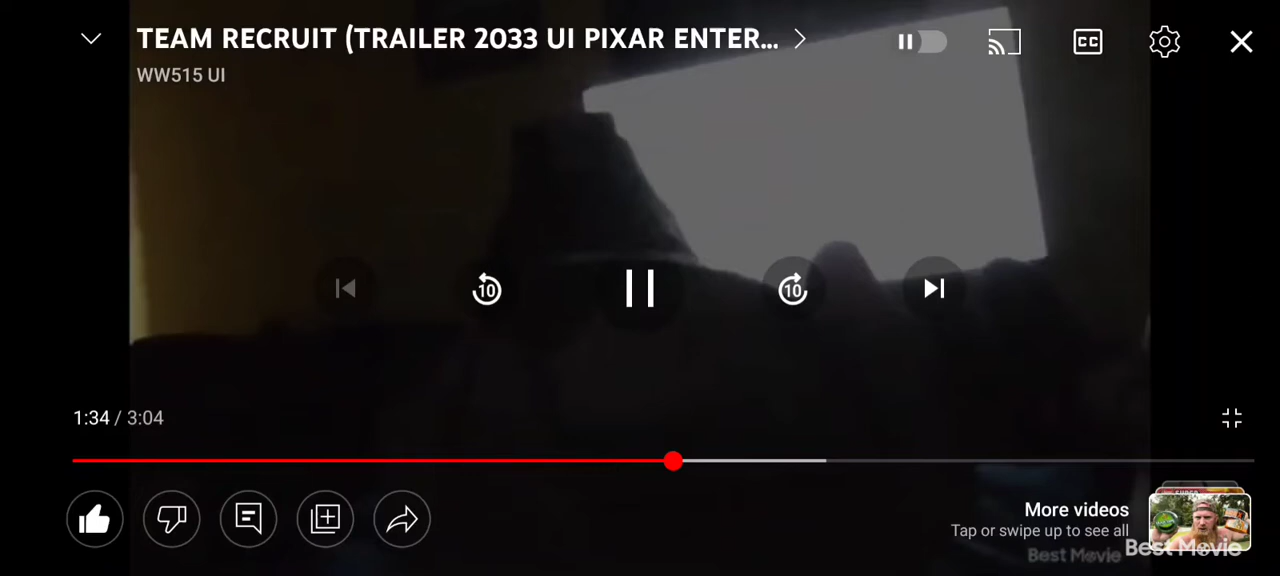 TEAM RECRUIT (TRAILER 2033 UI PIXAR ENTER...
WW515 UI
CC
10
10
1:34 / 3:04
More videos
Tap or swipe up to see all
Best Movie
Best Movie